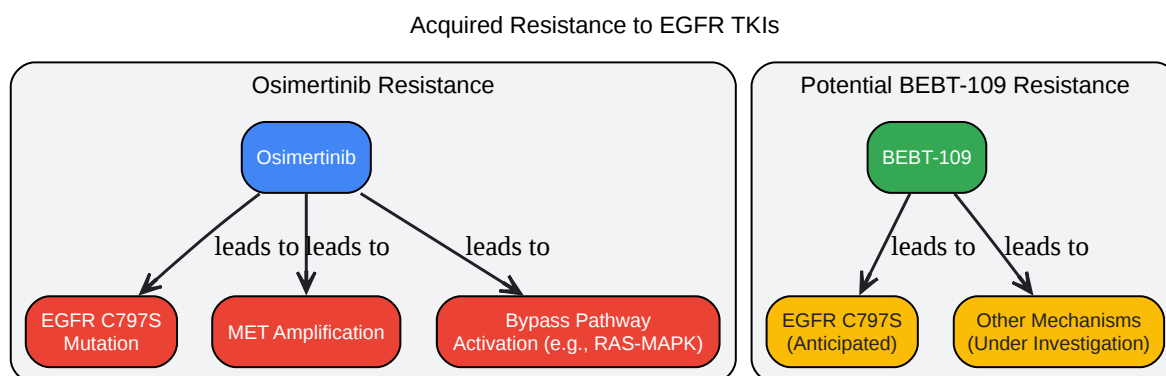 Acquired Resistance to EGFR TKIs
Osimertinib Resistance
Osimertinib
leads to
leads to
leads to
EGFR C797S
Mutation
MET Amplification
Bypass Pathway
Activation (e.g., RAS-MAPK)
Potential BEBT-109 Resistance
BEBT-109
leads to
leads to
EGFR C797S
(Anticipated)
Other Mechanisms
(Under Investigation)